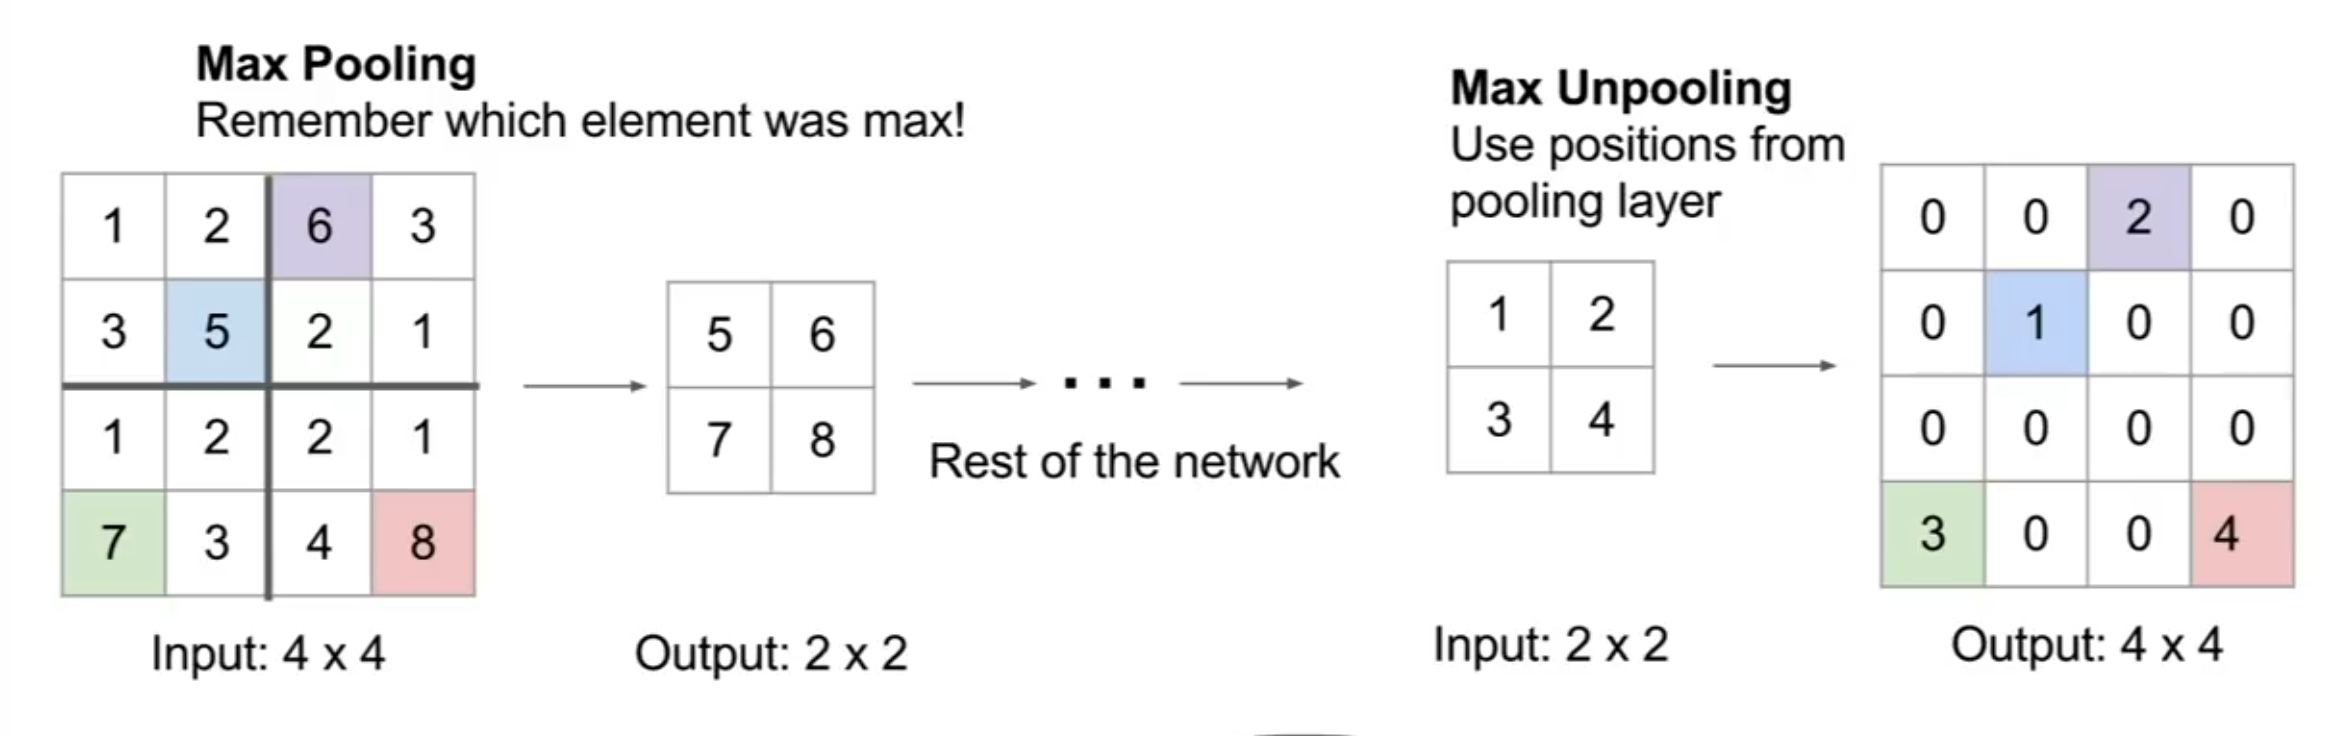 Max Pooling
Remember which element was max!
1 2 6 3
3 5 2 1
1 2 2 1
7 3 4 8
Input: 4 x 4
5 6
7 8
Output: 2 x 2
...
Rest of the network
Max Unpooling
Use positions from
pooling layer
1 2
3 4
Input: 2 x 2
0 0 2 0
0 1 0 0
0 0 0 0
3 0 0 4
Output: 4 x 4